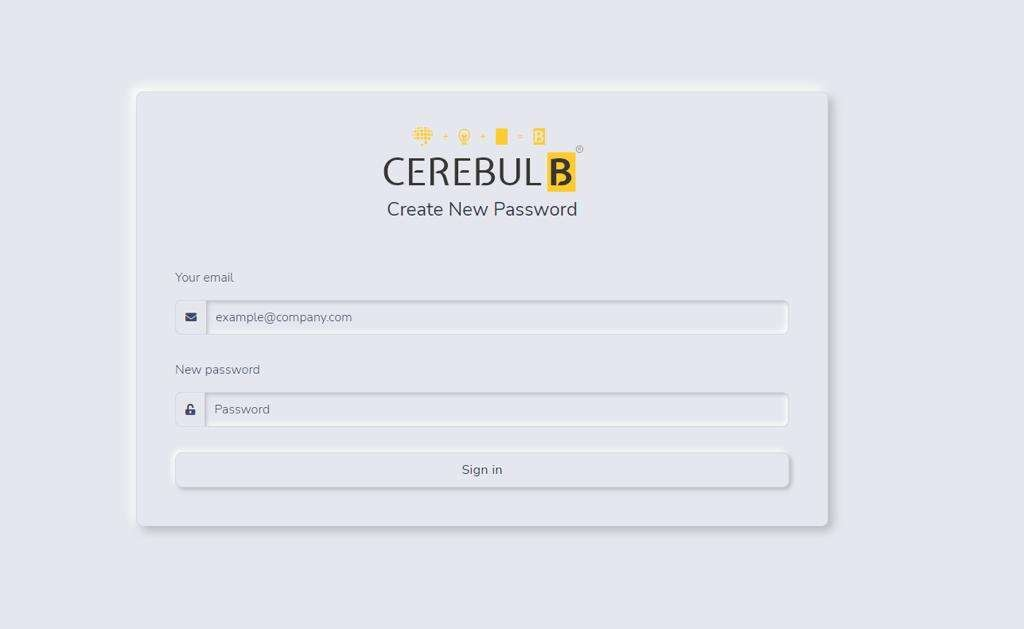 + + = B
CEREBULB®
Create New Password
Your email
example@company.com
New password
Password
Sign in